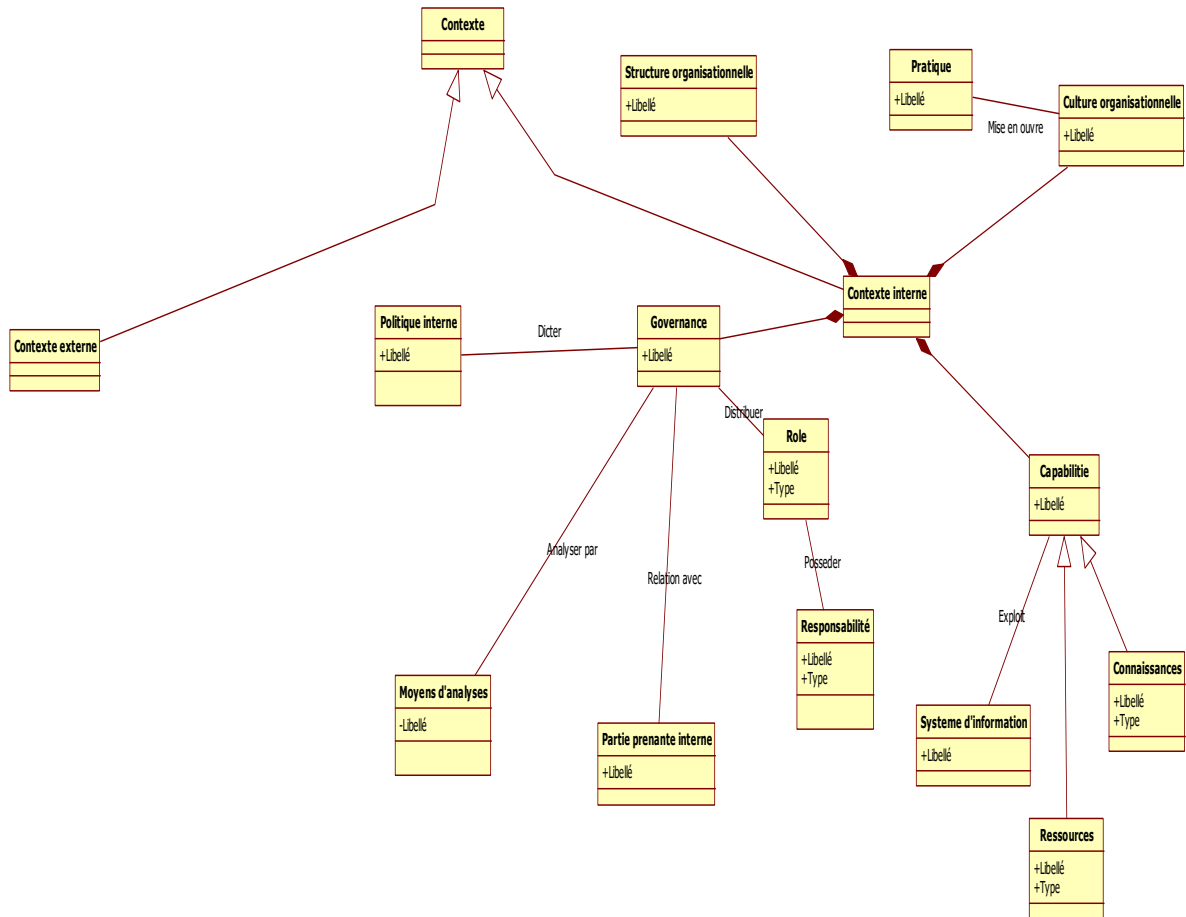 Contexte
Structure organisationnelle
+Libellé
Pratique
+Libellé
Mise en ouvre
Culture organisationnelle
+Libellé
Contexte interne
Contexte externe
Politique interne
+Libellé
Dicter
Governance
+Libellé
Distribuer
Role
+Libellé
+Type
Capabilitie
+Libellé
Analyser par
Relation avec
Posseder
Exploit
Responsabilité
+Libellé
+Type
Connaissances
+Libellé
+Type
Moyens d'analyses
-Libellé
Partie prenante interne
+Libellé
Systeme d'information
+Libellé
Ressources
+Libellé
+Type